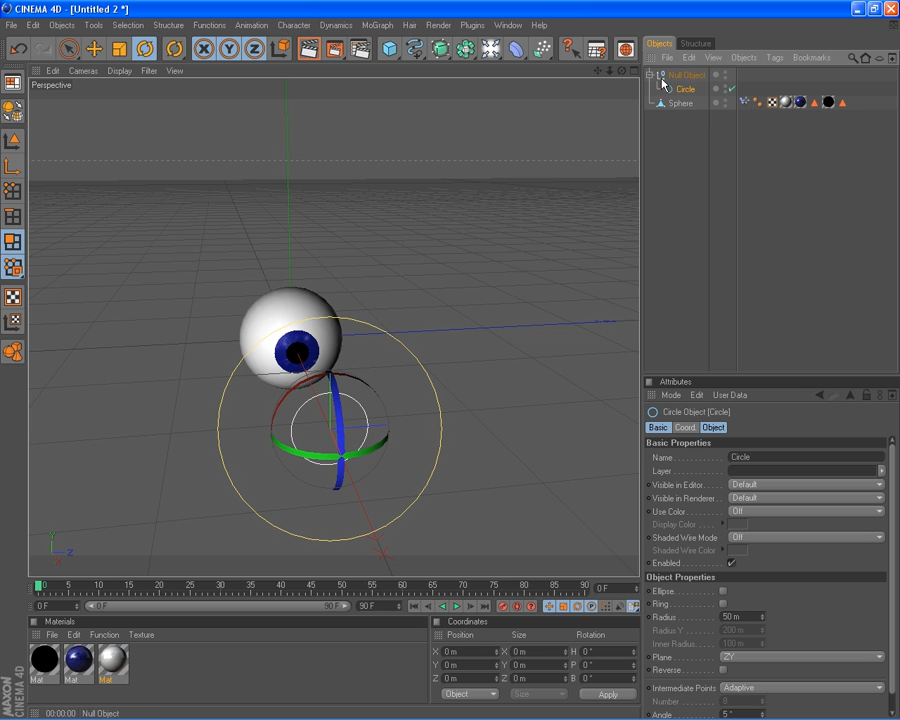 CINEMA 4D - [Untitled 2 *]
File Edit Objects Tools Selection Structure Functions Animation Character Dynamics MoGraph Hair Render Plugins Window Help
X Y Z
Objects Structure
File Edit View Objects Tags Bookmarks
Null Object
Circle
Sphere
Edit Cameras Display Filter View
Perspective
Y
Z
X
Attributes
Mode Edit User Data
Circle Object [Circle]
Basic Coord. Object
Basic Properties
Name Circle
Layer
Visible in Editor Default
Visible in Renderer Default
Use Color Off
Display Color
Shaded Wire Mode Off
Shaded Wire Color
Enabled
Object Properties
Ellipse
Ring
Radius 50 m
Radius Y 200 m
Inner Radius 100 m
Plane ZY
Reverse
Intermediate Points Adaptive
Number 8
Angle 5 °
0 5 10 15 20 25 30 35 40 45 50 55 60 65 70 75 80 85 90 0 F
0 F 0 F 90 F 90 F
Materials
File Edit Function Texture
Mat Mat Mat
Coordinates
Position Size Rotation
X 0 m X 0 m H 0 °
Y 0 m Y 0 m P 0 °
Z 0 m Z 0 m B 0 °
Object Size Apply
MAXON
CINEMA 4D
00:00:00 Null Object